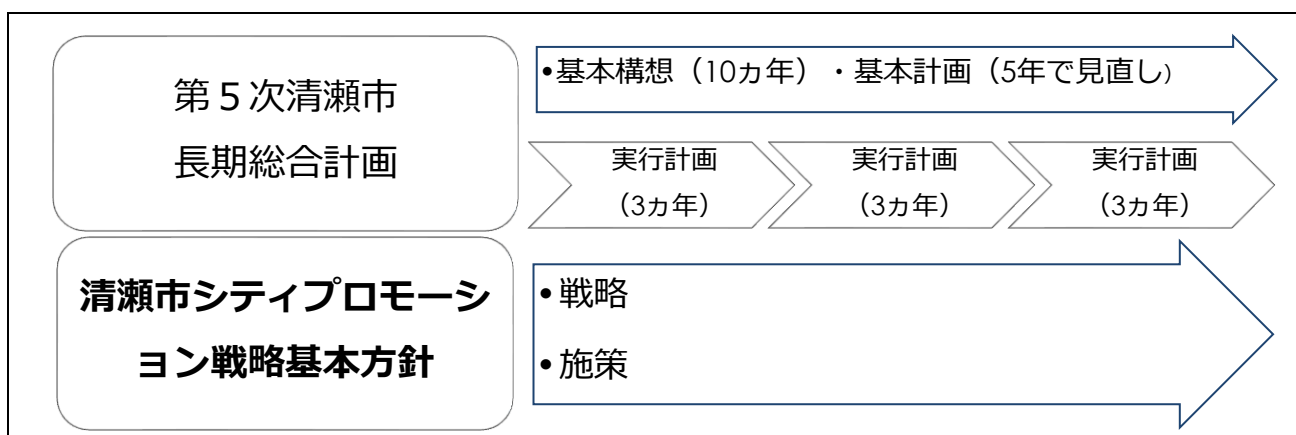 第５次清瀬市
長期総合計画
•基本構想（10ヵ年）・基本計画（5年で見直し）
実行計画
（3ヵ年）
実行計画
（3ヵ年）
実行計画
（3ヵ年）
清瀬市シティプロモーシ
ョン戦略基本方針
•戦略
•施策